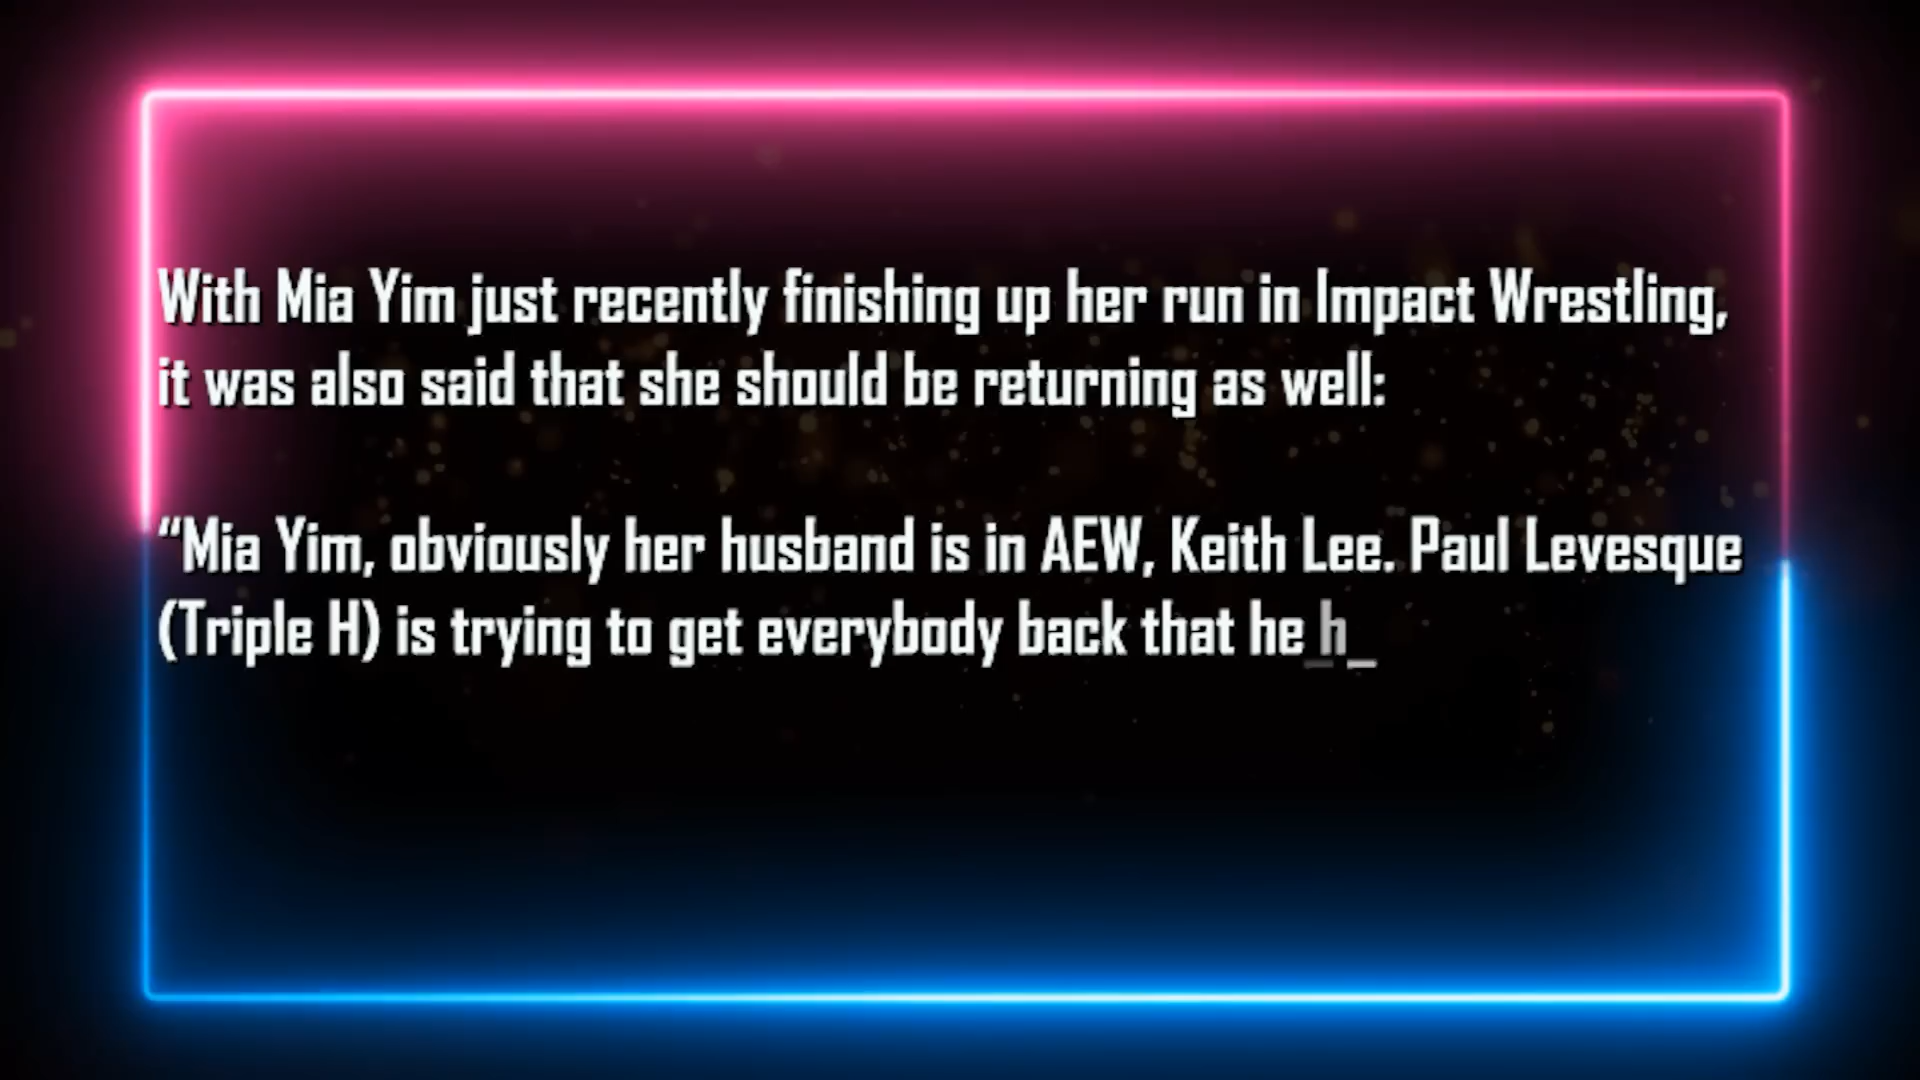 With Mia Yim just recently finishing up her run in Impact Wrestling,
it was also said that she should be returning as well:
“Mia Yim, obviously her husband is in AEW, Keith Lee. Paul Levesque
(Triple H) is trying to get everybody back that he h_